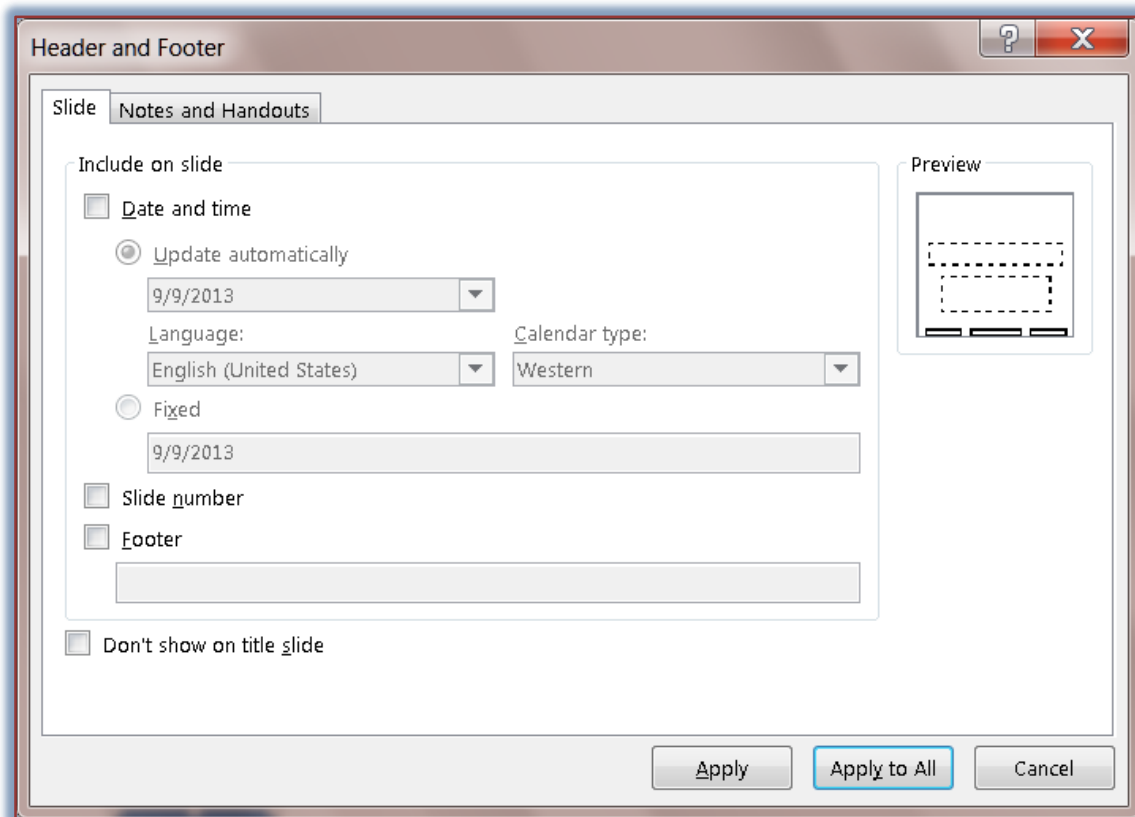 Header and Footer
Slide Notes and Handouts
Include on slide
Preview
Date and time
Update automatically
9/9/2013
Language: Calendar type:
English (United States) Western
Fixed
9/9/2013
Slide number
Footer
Don't show on title slide
Apply Apply to All Cancel